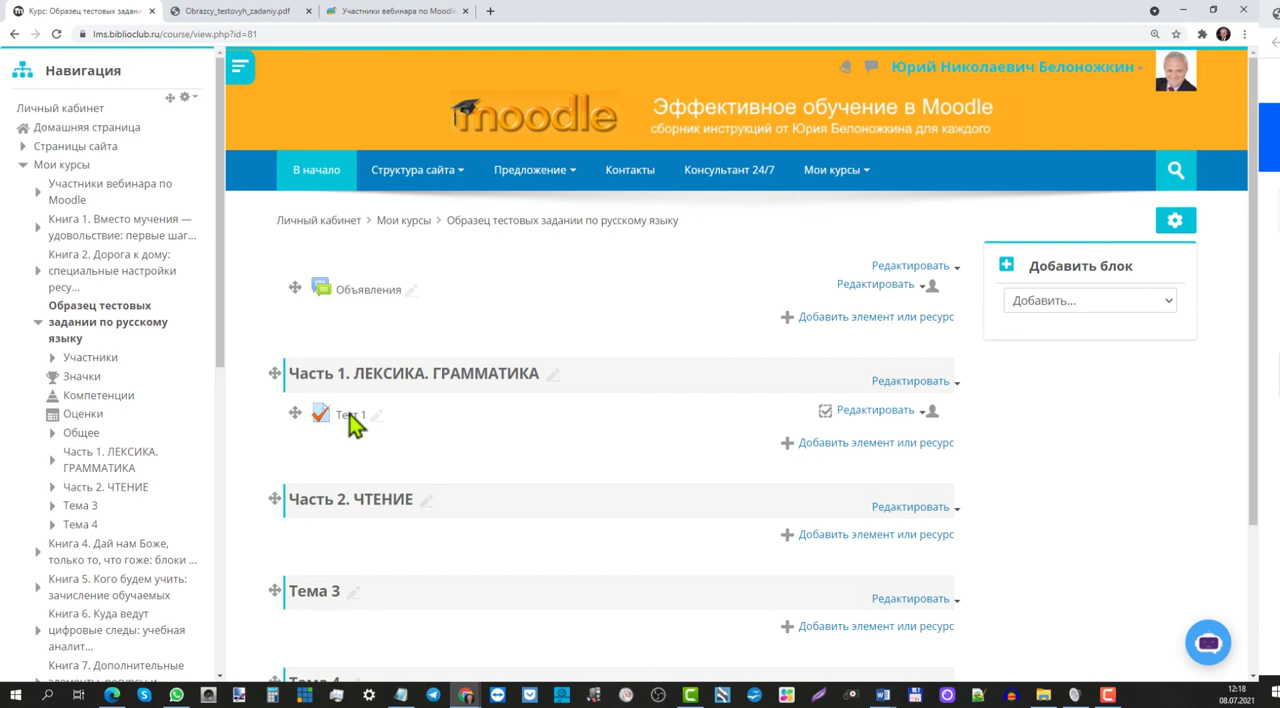 Курс: Образец тестовых задани
Obrazcy_testovyh_zadaniy.pdf
Участники вебинара по Moodle
lms.biblioclub.ru/course/view.php?id=81
Навигация
Личный кабинет
Домашняя страница
Страницы сайта
Мои курсы
Участники вебинара по
Moodle
Книга 1. Вместо мучения —
удовольствие: первые шаг...
Книга 2. Дорога к дому:
специальные настройки
ресу...
Образец тестовых
задании по русскому
языку
Участники
Значки
Компетенции
Оценки
Общее
Часть 1. ЛЕКСИКА.
ГРАММАТИКА
Часть 2. ЧТЕНИЕ
Тема 3
Тема 4
Книга 4. Дай нам Боже,
только то, что гоже: блоки ...
Книга 5. Кого будем учить:
зачисление обучаемых
Книга 6. Куда ведут
цифровые следы: учебная
аналит...
Книга 7. Дополнительные
Юрий Николаевич Белоножкин
moodle
Эффективное обучение в Moodle
сборник инструкций от Юрия Белоножкина для каждого
В начало
Структура сайта
Предложение
Контакты
Консультант 24/7
Мои курсы
Личный кабинет > Мои курсы > Образец тестовых задании по русскому языку
Редактировать
Объявления
Редактировать
Добавить элемент или ресурс
Часть 1. ЛЕКСИКА. ГРАММАТИКА
Редактировать
Тест 1
Редактировать
Добавить элемент или ресурс
Часть 2. ЧТЕНИЕ
Редактировать
Добавить элемент или ресурс
Тема 3
Редактировать
Добавить элемент или ресурс
Добавить блок
Добавить...
12:18
08.07.2021